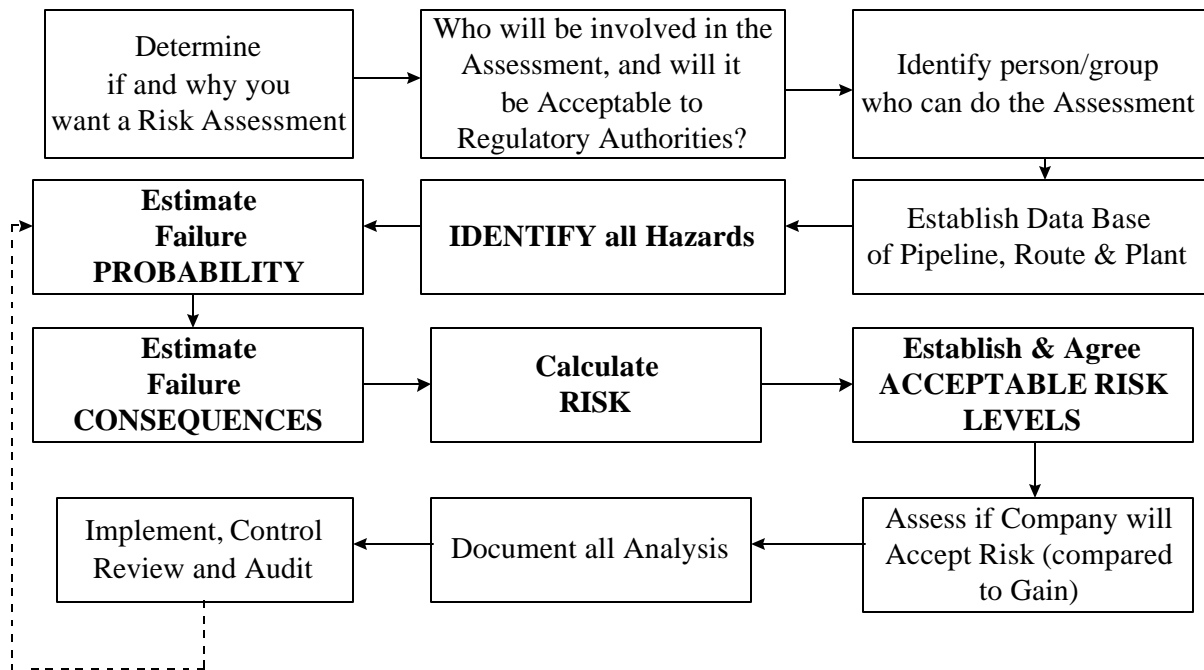 Determine
if and why you
want a Risk Assessment
Who will be involved in the
Assessment, and will it
be Acceptable to
Regulatory Authorities?
Identify person/group
who can do the Assessment
Establish Data Base
of Pipeline, Route & Plant
IDENTIFY all Hazards
Estimate
Failure
PROBABILITY
Estimate
Failure
CONSEQUENCES
Calculate
RISK
Establish & Agree
ACCEPTABLE RISK
LEVELS
Assess if Company will
Accept Risk (compared
to Gain)
Document all Analysis
Implement, Control
Review and Audit